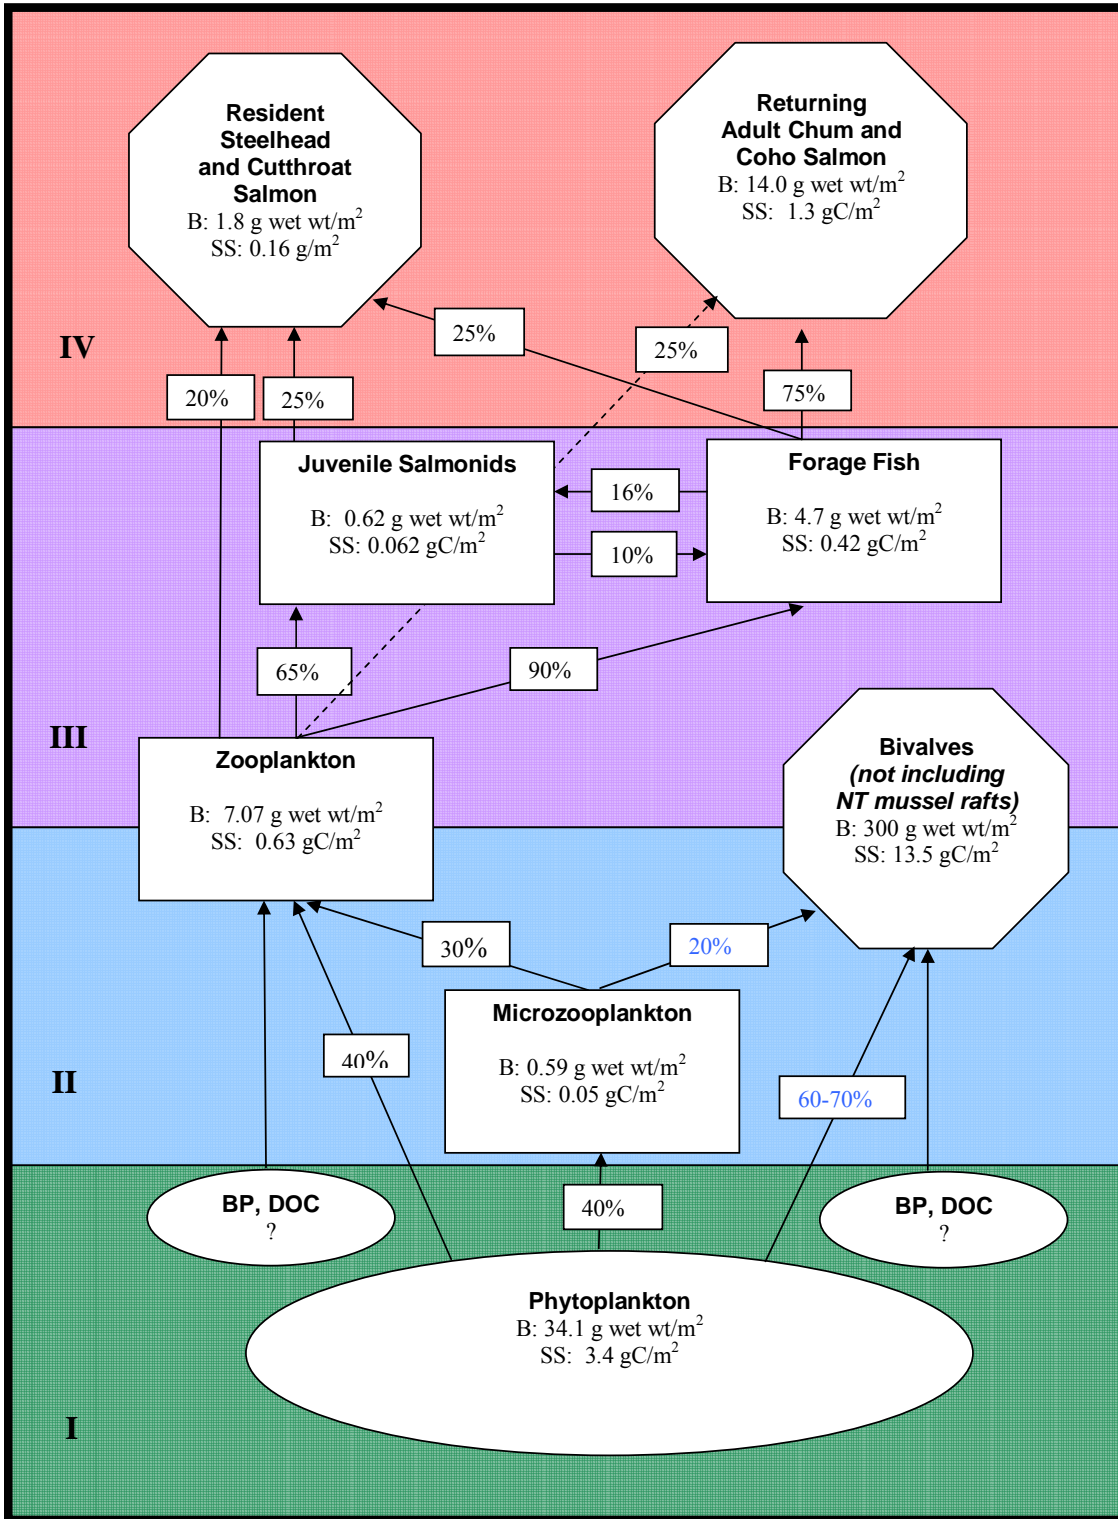 Resident
Steelhead
and Cutthroat
Salmon
B: 1.8 g wet wt/m²
SS: 0.16 g/m²
Returning
Adult Chum and
Coho Salmon
B: 14.0 g wet wt/m²
SS: 1.3 gC/m²
IV
25%
25%
20%
25%
75%
Juvenile Salmonids
B: 0.62 g wet wt/m²
SS: 0.062 gC/m²
16%
10%
Forage Fish
B: 4.7 g wet wt/m²
SS: 0.42 gC/m²
65%
90%
III
Zooplankton
B: 7.07 g wet wt/m²
SS: 0.63 gC/m²
Bivalves
(not including
NT mussel rafts)
B: 300 g wet wt/m²
SS: 13.5 gC/m²
30%
20%
Microzooplankton
B: 0.59 g wet wt/m²
SS: 0.05 gC/m²
40%
60-70%
II
BP, DOC
?
40%
BP, DOC
?
Phytoplankton
B: 34.1 g wet wt/m²
SS: 3.4 gC/m²
I